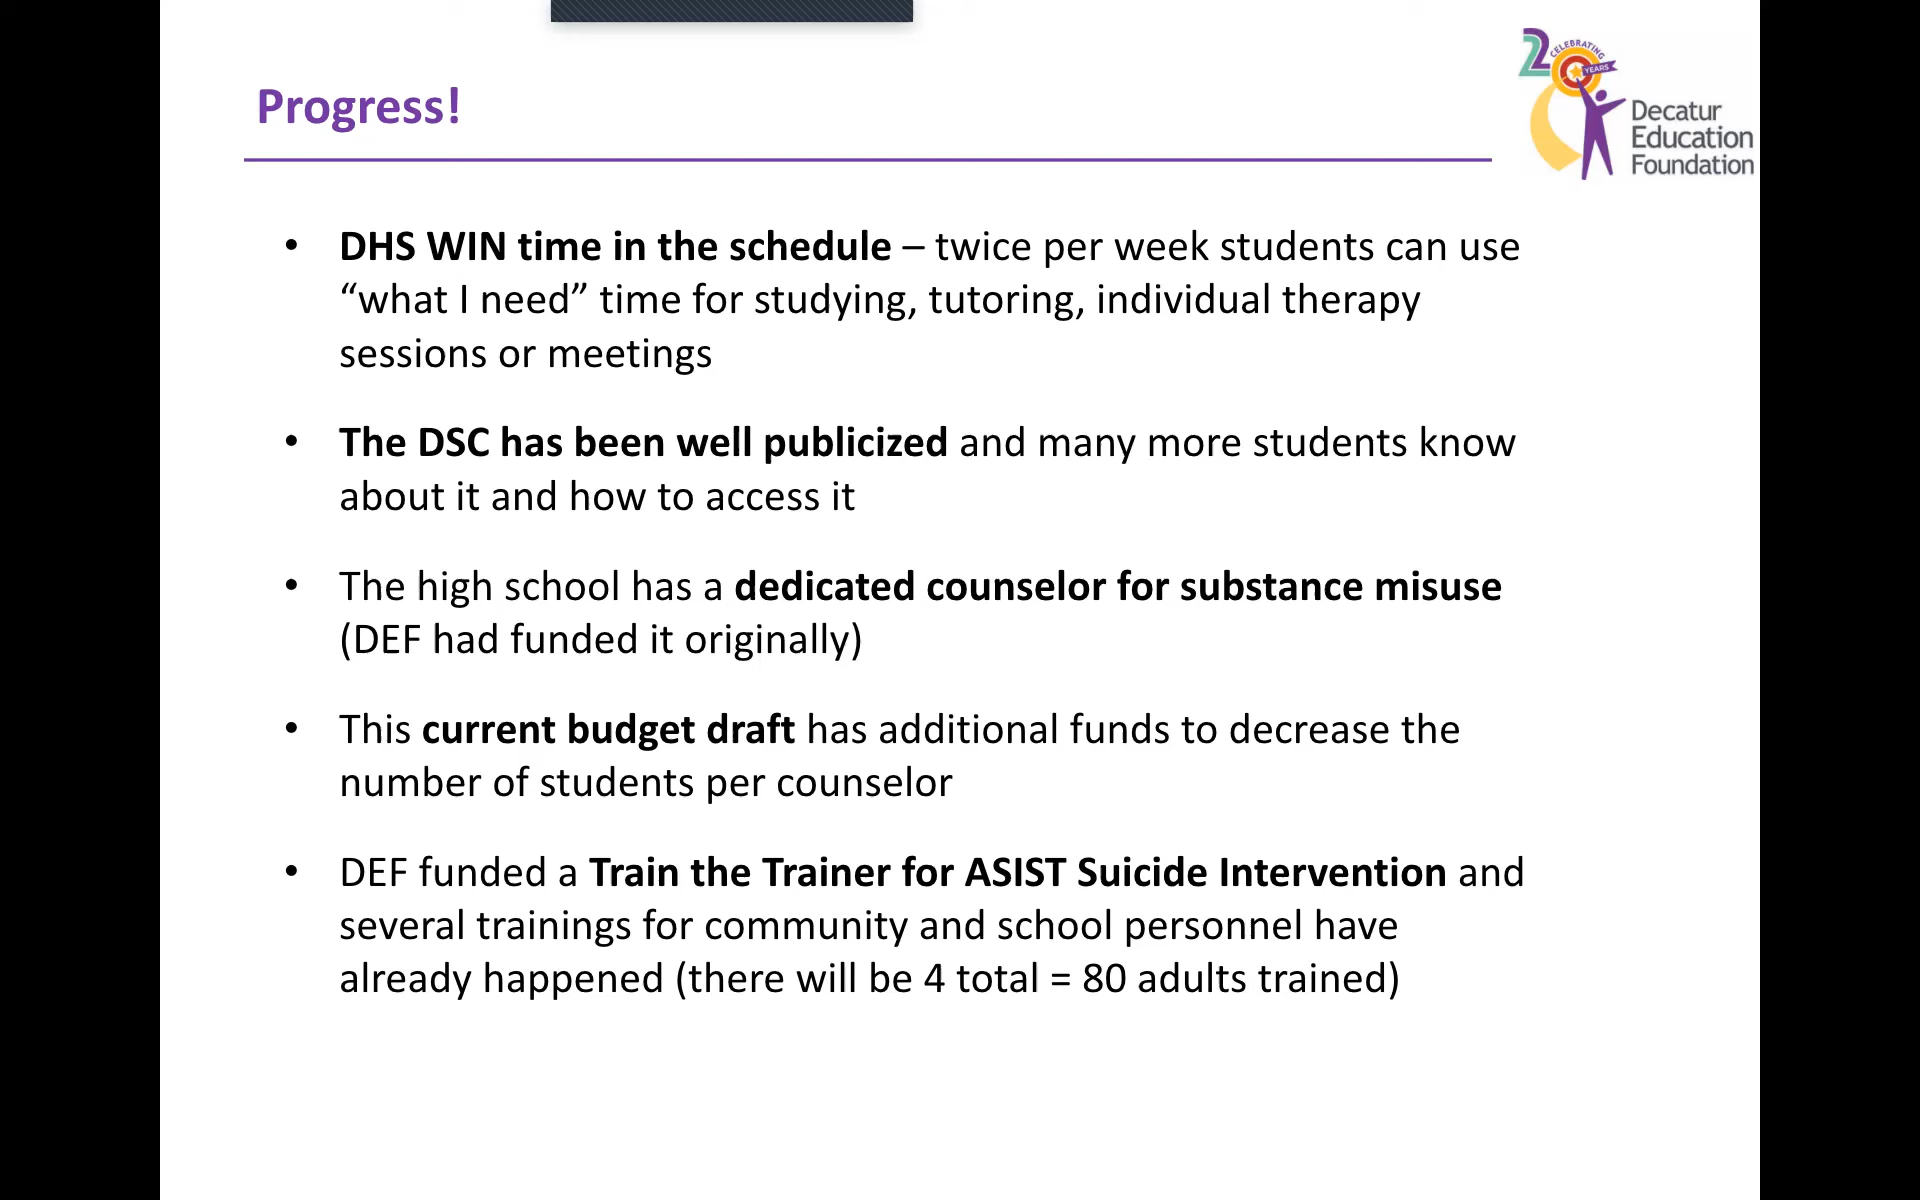 Progress!
20
CELEBRATING
YEARS
Decatur
Education
Foundation
• DHS WIN time in the schedule – twice per week students can use
“what I need” time for studying, tutoring, individual therapy
sessions or meetings
• The DSC has been well publicized and many more students know
about it and how to access it
• The high school has a dedicated counselor for substance misuse
(DEF had funded it originally)
• This current budget draft has additional funds to decrease the
number of students per counselor
• DEF funded a Train the Trainer for ASIST Suicide Intervention and
several trainings for community and school personnel have
already happened (there will be 4 total = 80 adults trained)